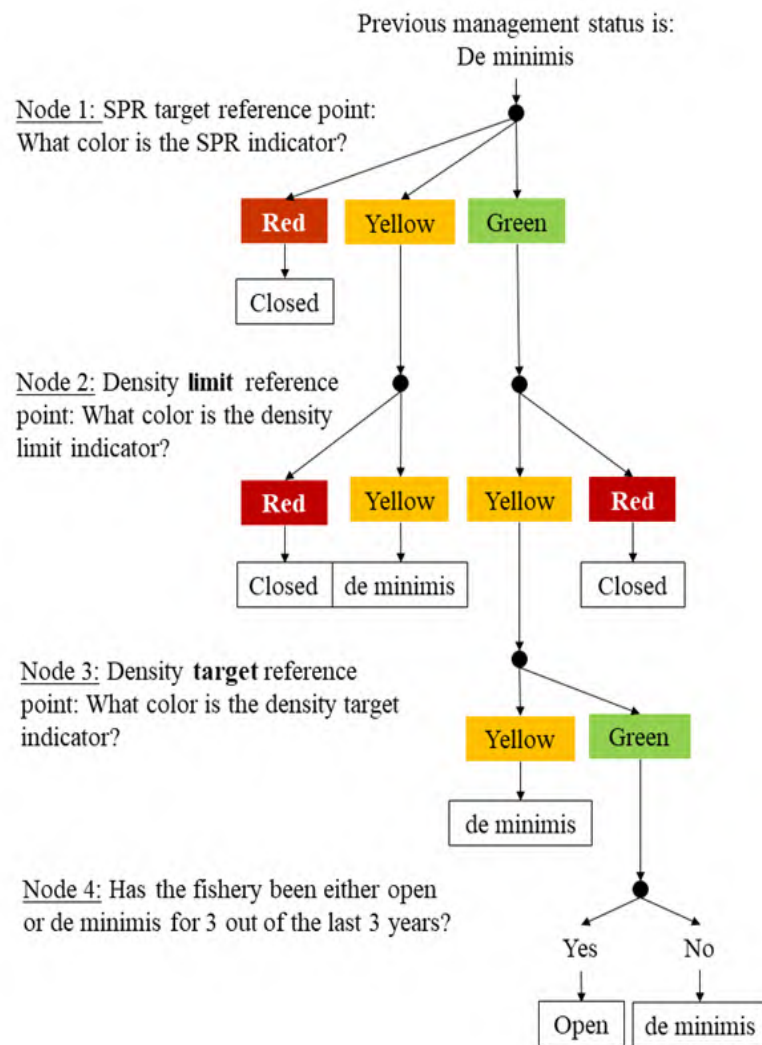 Previous management status is:
De minimis
Node 1: SPR target reference point:
What color is the SPR indicator?
Red
Yellow
Green
Closed
Node 2: Density limit reference
point: What color is the density
limit indicator?
Red
Yellow
Yellow
Red
Closed
de minimis
Closed
Node 3: Density target reference
point: What color is the density target
indicator?
Yellow
Green
de minimis
Node 4: Has the fishery been either open
or de minimis for 3 out of the last 3 years?
Yes
No
Open
de minimis